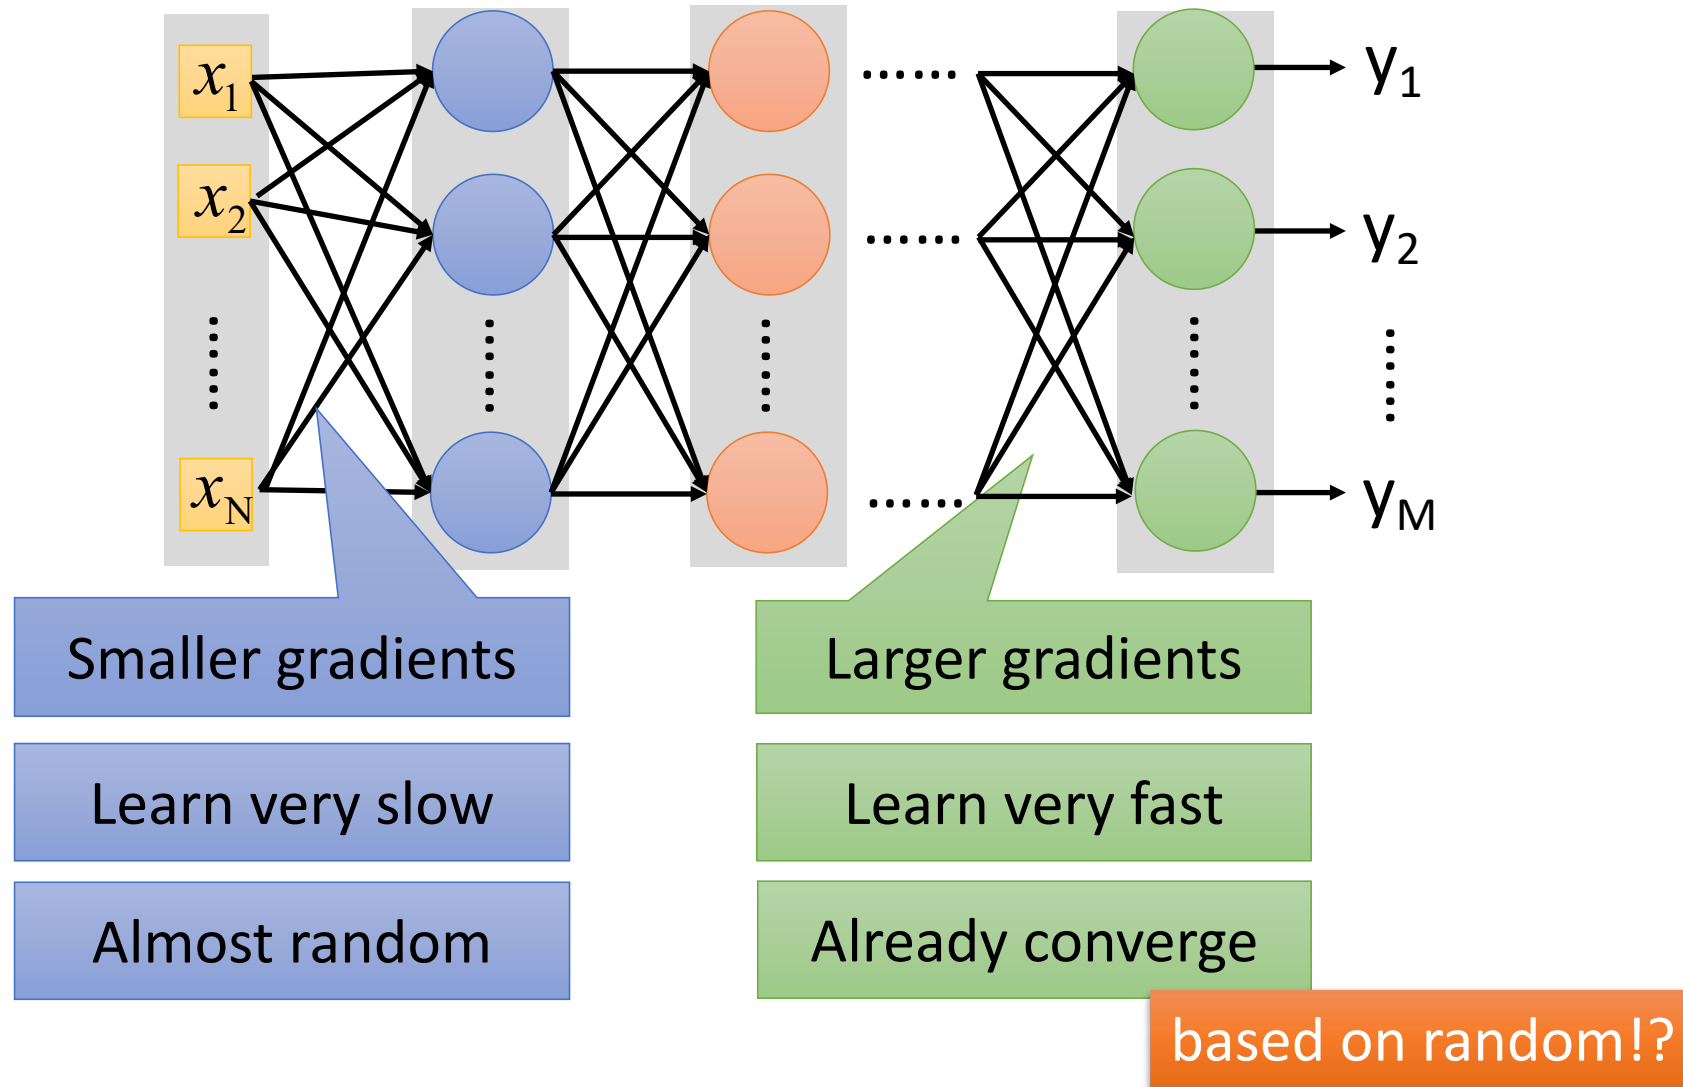 x1
y1
x2
y2
xN
yM
Smaller gradients
Larger gradients
Learn very slow
Learn very fast
Almost random
Already converge
based on random!?